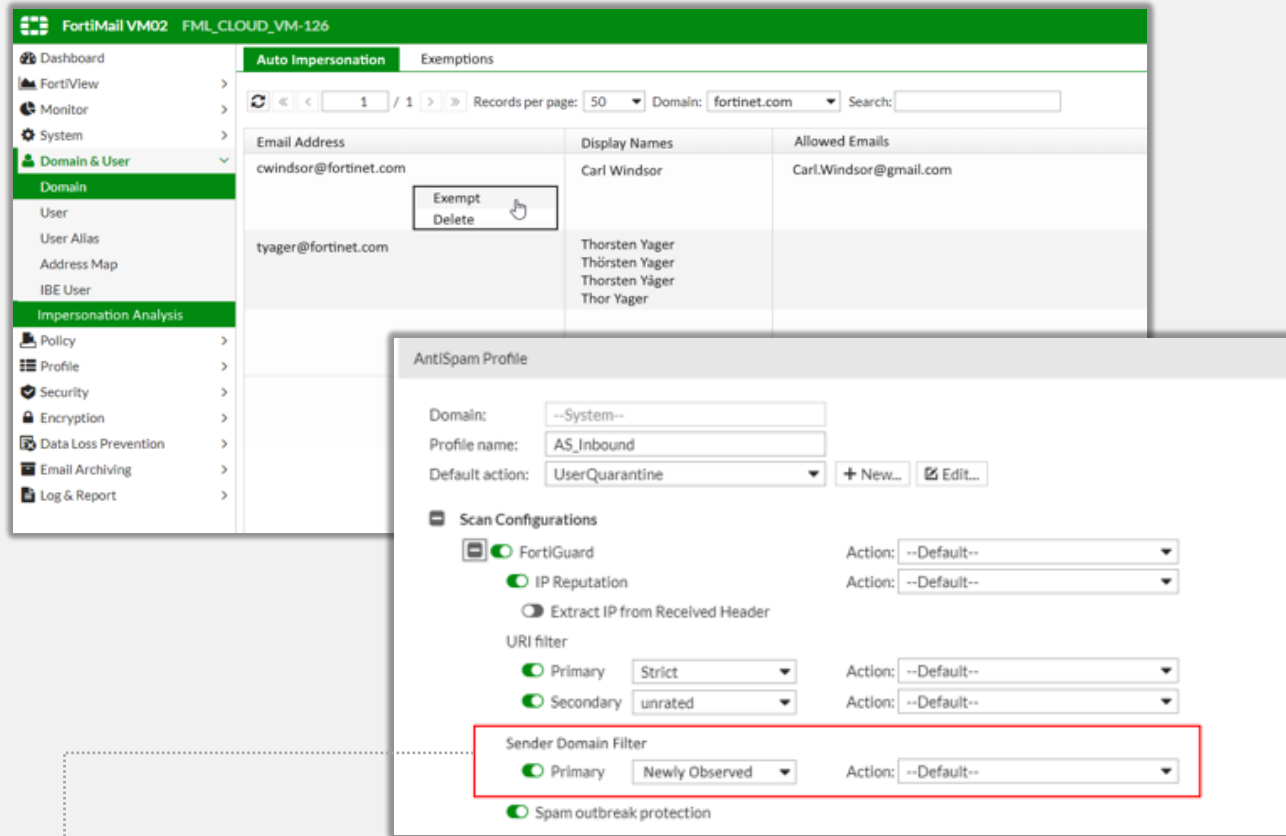 FortiMail VM02 FML_CLOUD_VM-126
Dashboard
FortiView
Monitor
System
Domain & User
Domain
User
User Alias
Address Map
IBE User
Impersonation Analysis
Policy
Profile
Security
Encryption
Data Loss Prevention
Email Archiving
Log & Report
Auto Impersonation Exemptions
1 / 1 Records per page: 50 Domain: fortinet.com Search:
Email Address Display Names Allowed Emails
cwindsor@fortinet.com Carl Windsor Carl.Windsor@gmail.com
Exempt
Delete
tyager@fortinet.com Thorsten Yager
Thörsten Yager
Thorsten Yåger
Thor Yager
AntiSpam Profile
Domain: --System--
Profile name: AS_Inbound
Default action: UserQuarantine + New... Edit...
Scan Configurations
FortiGuard Action: --Default--
IP Reputation Action: --Default--
Extract IP from Received Header
URI filter
Primary Strict Action: --Default--
Secondary unrated Action: --Default--
Sender Domain Filter
Primary Newly Observed Action: --Default--
Spam outbreak protection